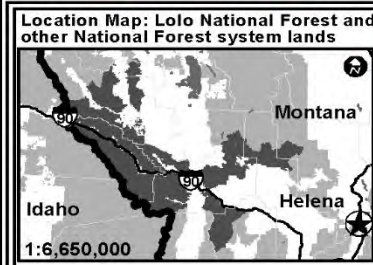 Location Map: Lolo National Forest and
other National Forest system lands
N
90
Montana
90
Idaho
Helena
1:6,650,000